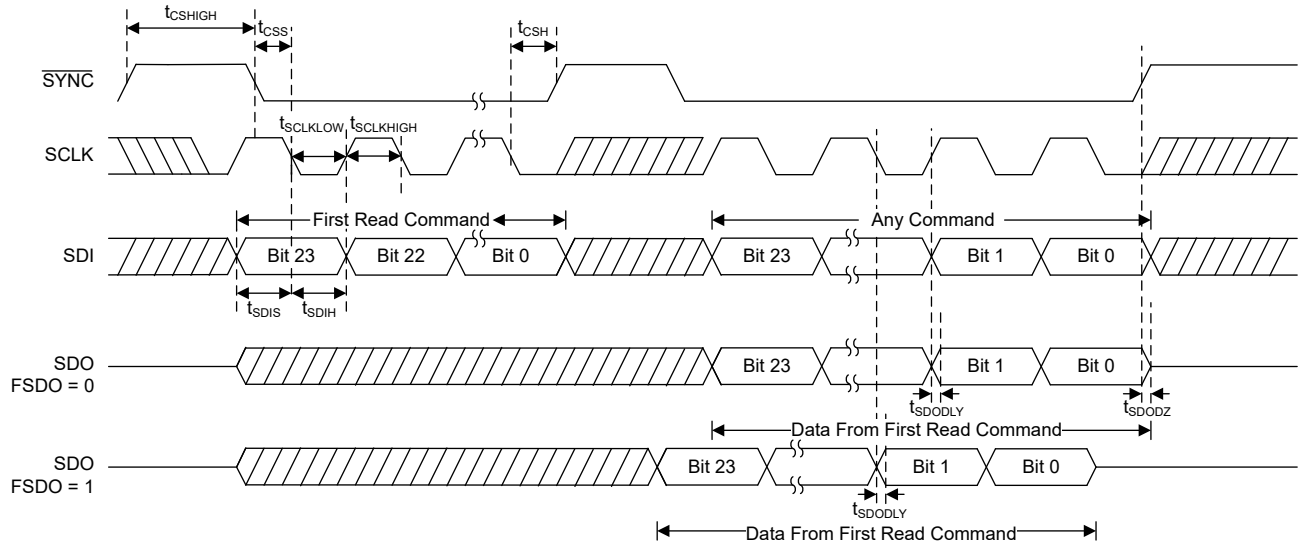 tCSHIGH
tCSS
tCSH
SYNC
tSCLKLOW tSCLKHIGH
SCLK
First Read Command
Any Command
SDI
Bit 23
Bit 22
Bit 0
Bit 23
Bit 1
Bit 0
tSDIS
tSDIH
SDO
FSDO = 0
Bit 23
Bit 1
Bit 0
tSDODLY
tSDODZ
Data From First Read Command
SDO
FSDO = 1
Bit 23
Bit 1
Bit 0
tSDODLY
Data From First Read Command